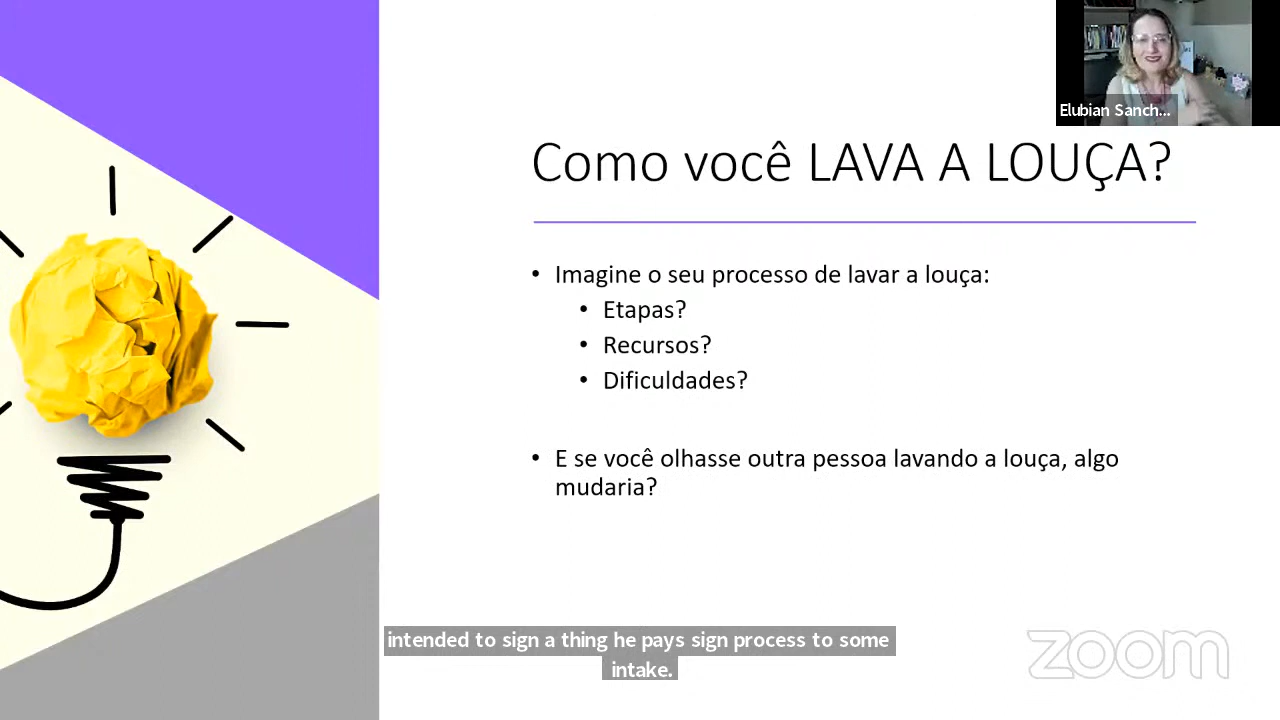 Elubian Sanch...
Como você LAVA A LOUÇA?
• Imagine o seu processo de lavar a louça:
• Etapas?
• Recursos?
• Dificuldades?
• E se você olhasse outra pessoa lavando a louça, algo
mudaria?
intended to sign a thing he pays sign process to some
intake.
zoom